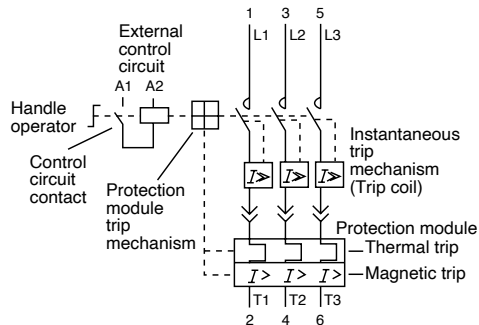 1 3 5
L1 L2 L3
External
control
circuit
A1 A2
Handle
operator
Control
circuit
contact
Protection
module
trip
mechanism
Instantaneous
trip
mechanism
(Trip coil)
I>> I>> I>>
Protection module
Thermal trip
Magnetic trip
I> I> I>
T1 T2 T3
2 4 6